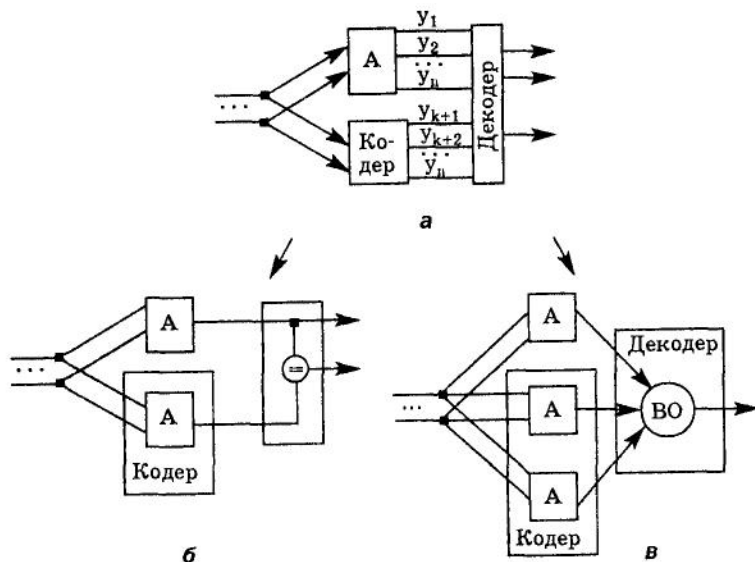 y₁
A
y₂
...
yₙ
...
Ко-
дер
yₖ₊₁
yₖ₊₂
...
yₙ
Декодер
а
A
...
=
A
Кодер
б
A
Декодер
...
A
ВО
A
Кодер
в